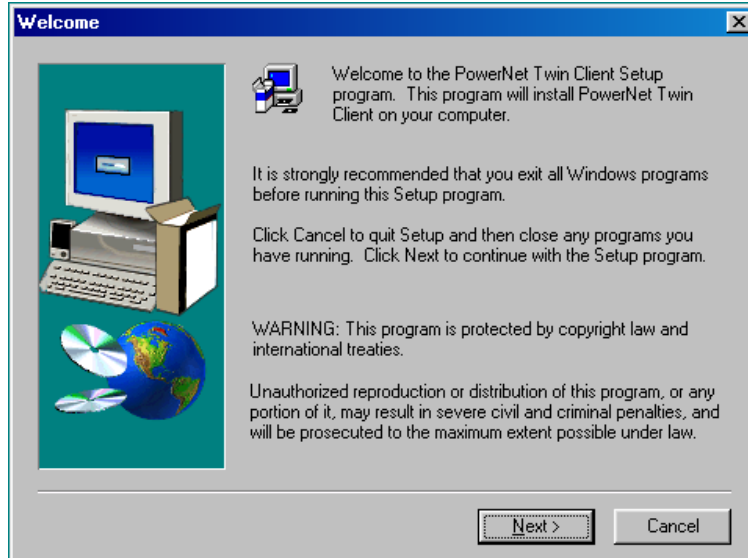 Welcome
Welcome to the PowerNet Twin Client Setup
program.  This program will install PowerNet Twin
Client on your computer.
It is strongly recommended that you exit all Windows programs
before running this Setup program.
Click Cancel to quit Setup and then close any programs you
have running.  Click Next to continue with the Setup program.
WARNING: This program is protected by copyright law and
international treaties.
Unauthorized reproduction or distribution of this program, or any
portion of it, may result in severe civil and criminal penalties, and
will be prosecuted to the maximum extent possible under law.
Next >
Cancel